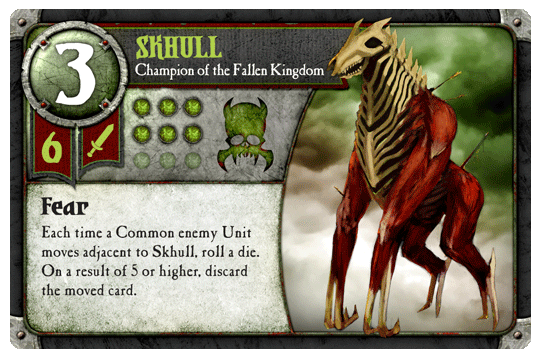 3
SKHULL
Champion of the Fallen Kingdom
6
Fear
Each time a Common enemy Unit
moves adjacent to Skhull, roll a die.
On a result of 5 or higher, discard
the moved card.